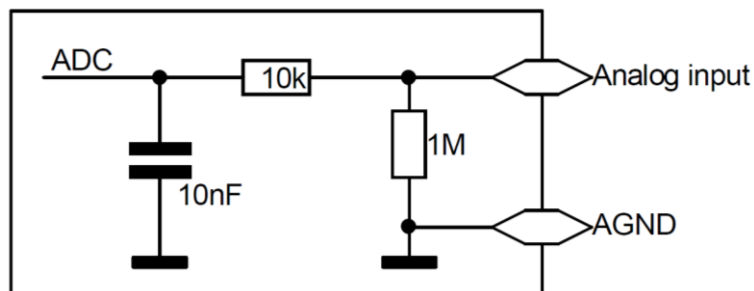 ADC
10k
Analog input
1M
10nF
AGND